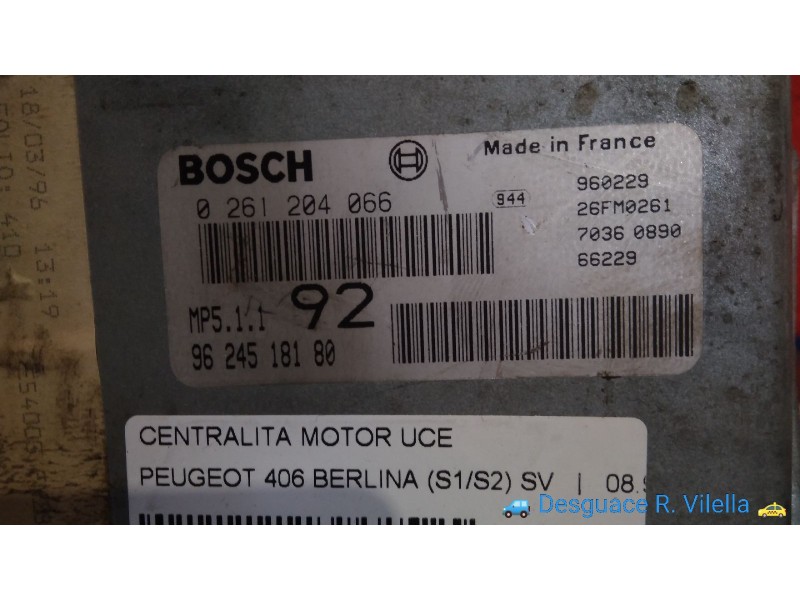 BOSCH
Made in France
0 261 204 066
944
960229
26FM0261
7036 0890
66229
MP5.1.1
92
96 245 181 80
18/03/96 13:19
CENTRALITA MOTOR UCE
PEUGEOT 406 BERLINA (S1/S2) SV | 08.9
Desguace R. Vilella